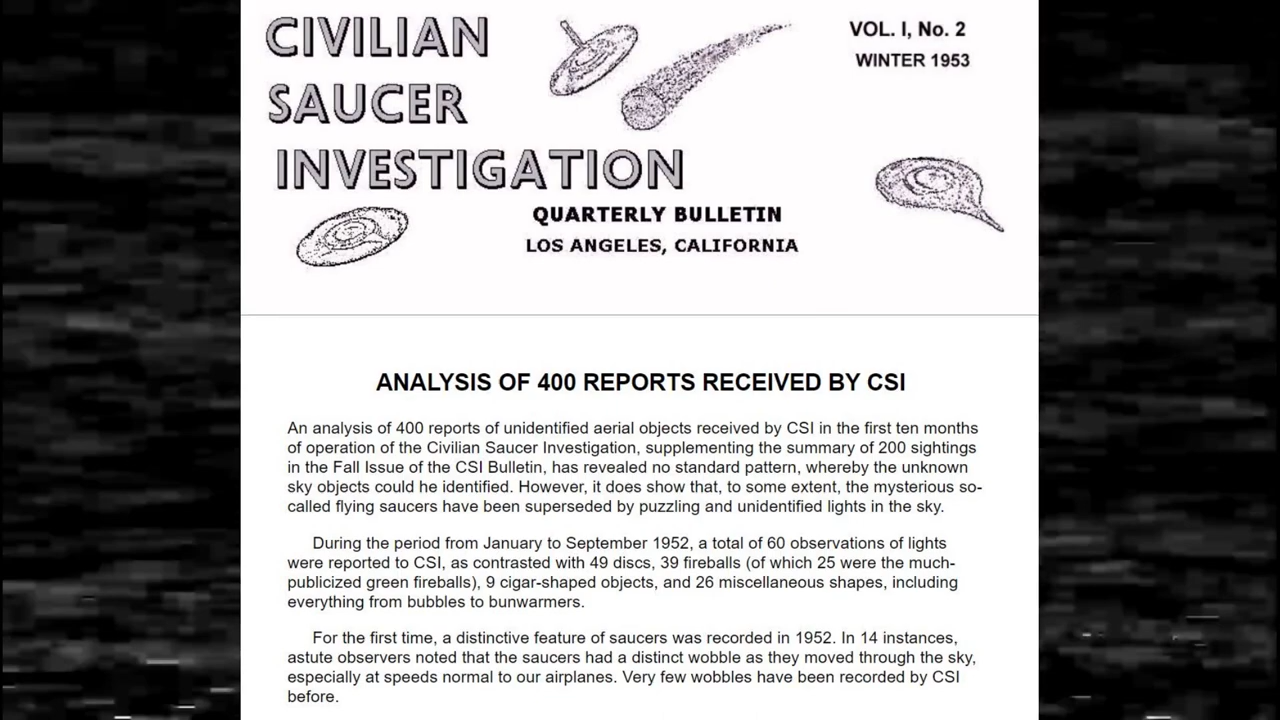 CIVILIAN
SAUCER
INVESTIGATION
VOL. I, No. 2
WINTER 1953
QUARTERLY BULLETIN
LOS ANGELES, CALIFORNIA
ANALYSIS OF 400 REPORTS RECEIVED BY CSI
An analysis of 400 reports of unidentified aerial objects received by CSI in the first ten months
of operation of the Civilian Saucer Investigation, supplementing the summary of 200 sightings
in the Fall Issue of the CSI Bulletin, has revealed no standard pattern, whereby the unknown
sky objects could he identified. However, it does show that, to some extent, the mysterious so-
called flying saucers have been superseded by puzzling and unidentified lights in the sky.
During the period from January to September 1952, a total of 60 observations of lights
were reported to CSI, as contrasted with 49 discs, 39 fireballs (of which 25 were the much-
publicized green fireballs), 9 cigar-shaped objects, and 26 miscellaneous shapes, including
everything from bubbles to bunwarmers.
For the first time, a distinctive feature of saucers was recorded in 1952. In 14 instances,
astute observers noted that the saucers had a distinct wobble as they moved through the sky,
especially at speeds normal to our airplanes. Very few wobbles have been recorded by CSI
before.